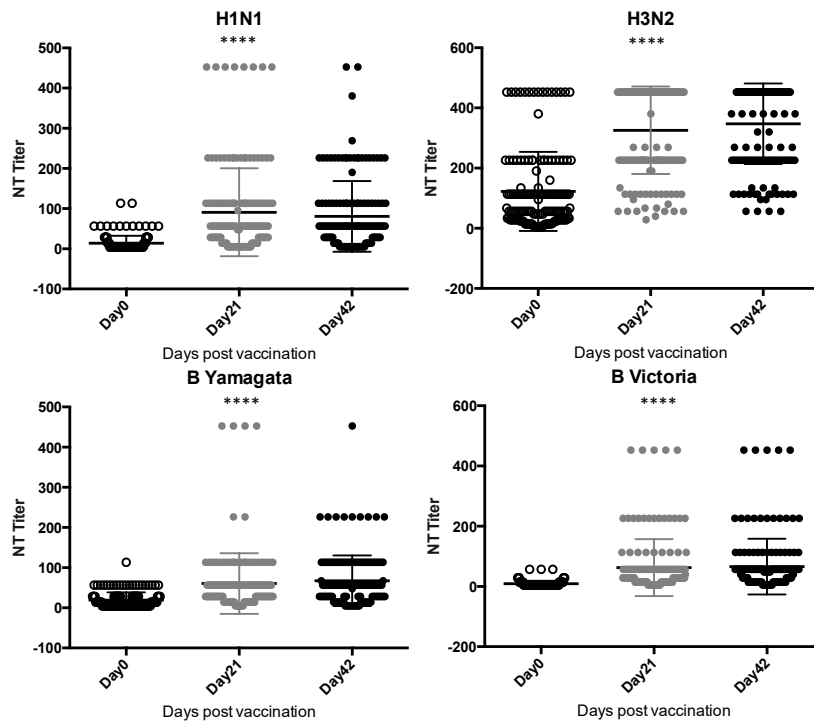 H1N1
****
500
400
300
200
100
0
-100
NT Titer
Day0
Day21
Day42
Days post vaccination
H3N2
****
600
400
200
0
-200
NT Titer
Day0
Day21
Day42
Days post vaccination
B Yamagata
****
500
400
300
200
100
0
-100
NT Titer
Day0
Day21
Day42
Days post vaccination
B Victoria
****
600
400
200
0
-200
NT Titer
Day0
Day21
Day42
Days post vaccination